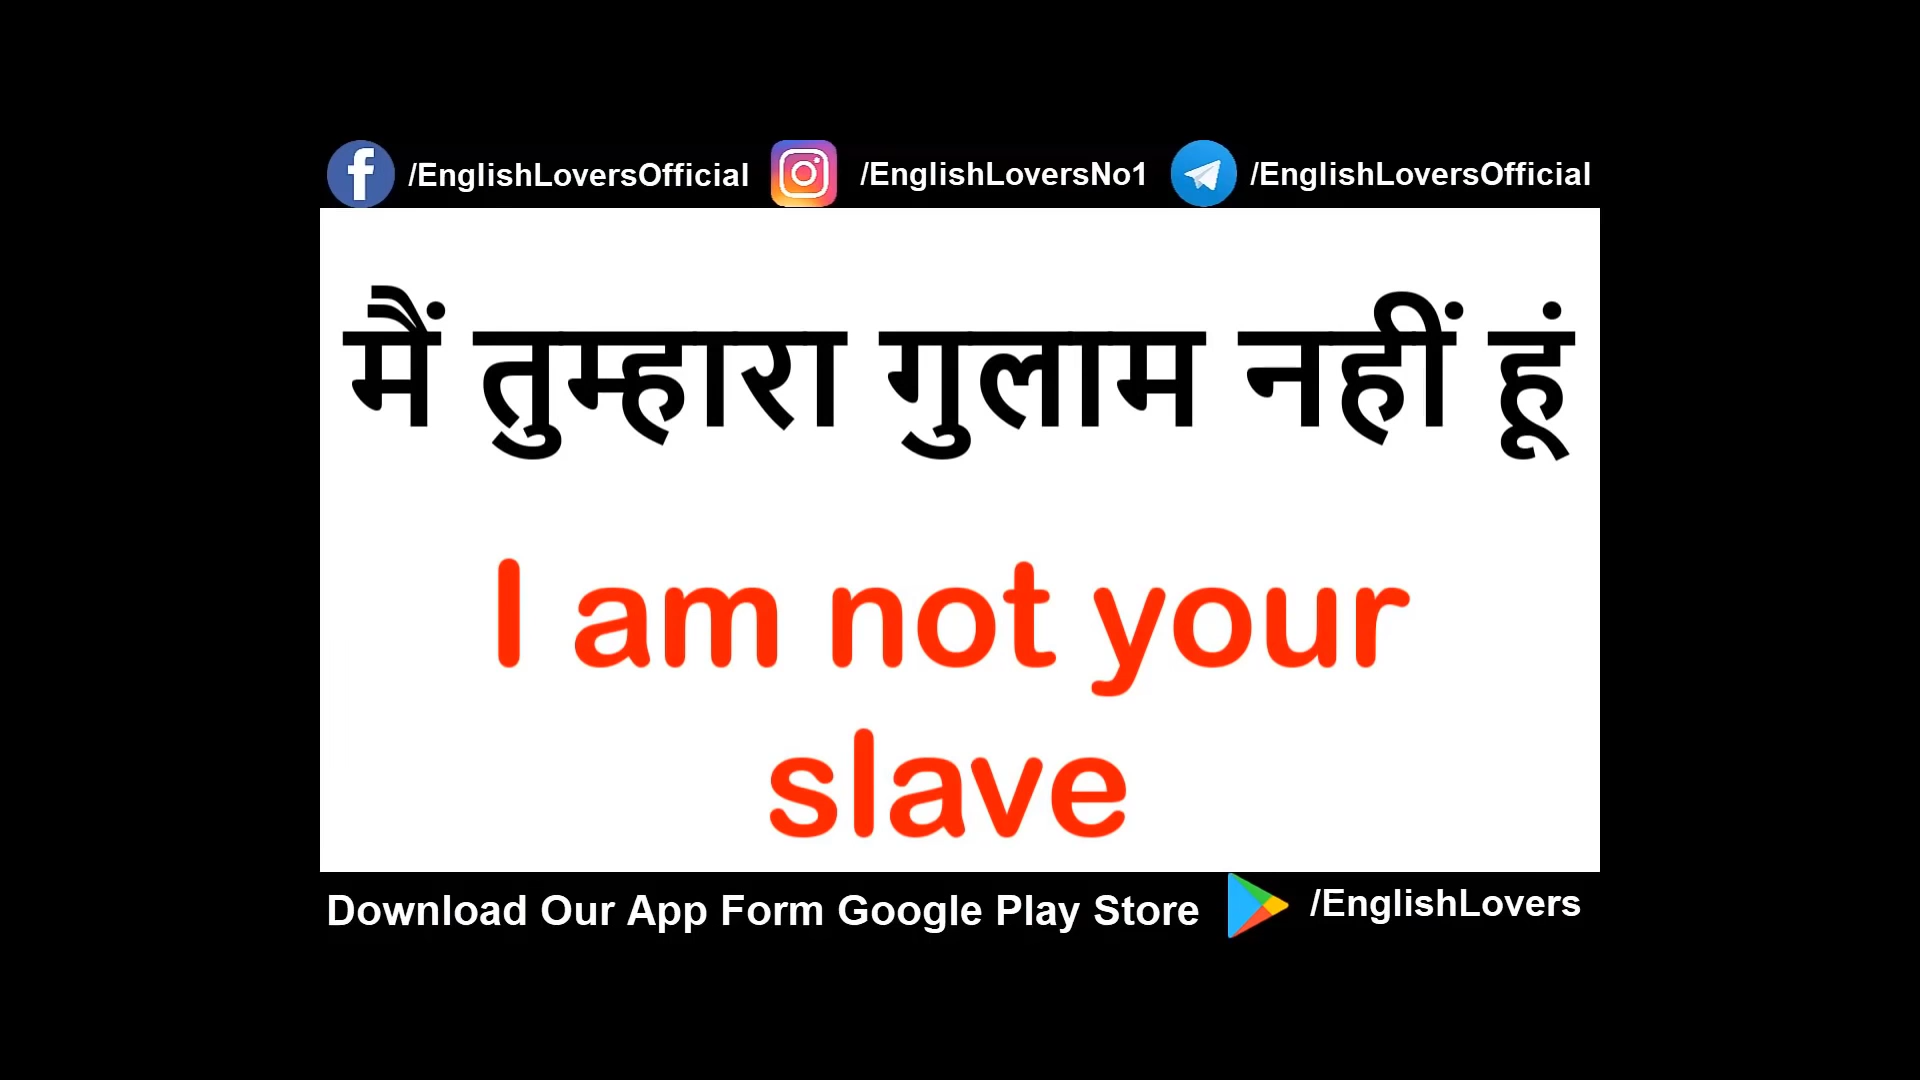 /EnglishLoversOfficial /EnglishLoversNo1 /EnglishLoversOfficial
मैं तुम्हारा गुलाम नहीं हूं
I am not your
slave
Download Our App Form Google Play Store /EnglishLovers